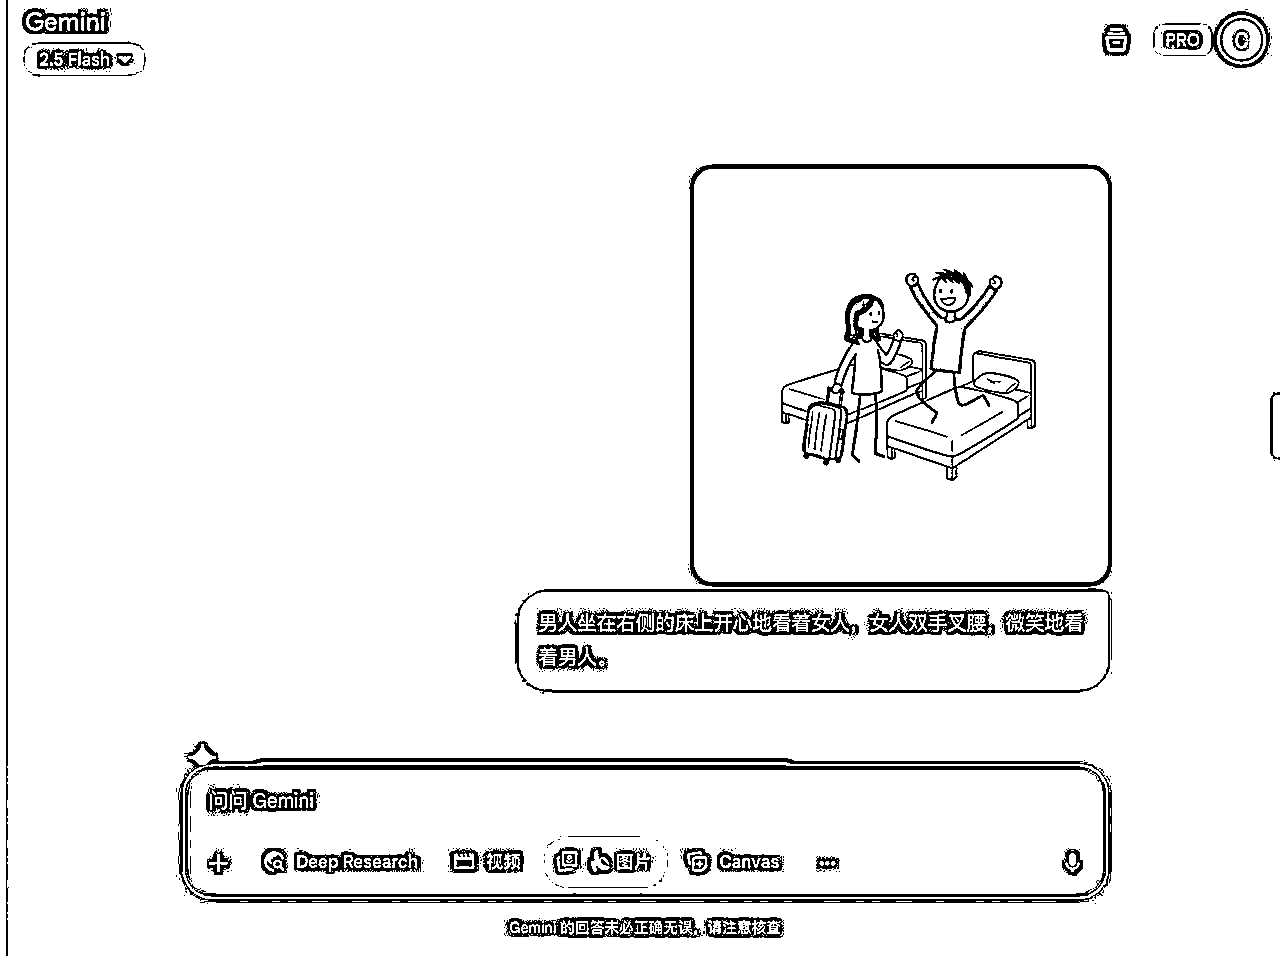 Gemini
2.5 Flash
PRO
C
男人坐在右侧的床上开心地看着女人，女人双手叉腰，微笑地看
着男人。
问问 Gemini
Deep Research
视频
图片
Canvas
Gemini 的回答未必正确无误，请注意核查